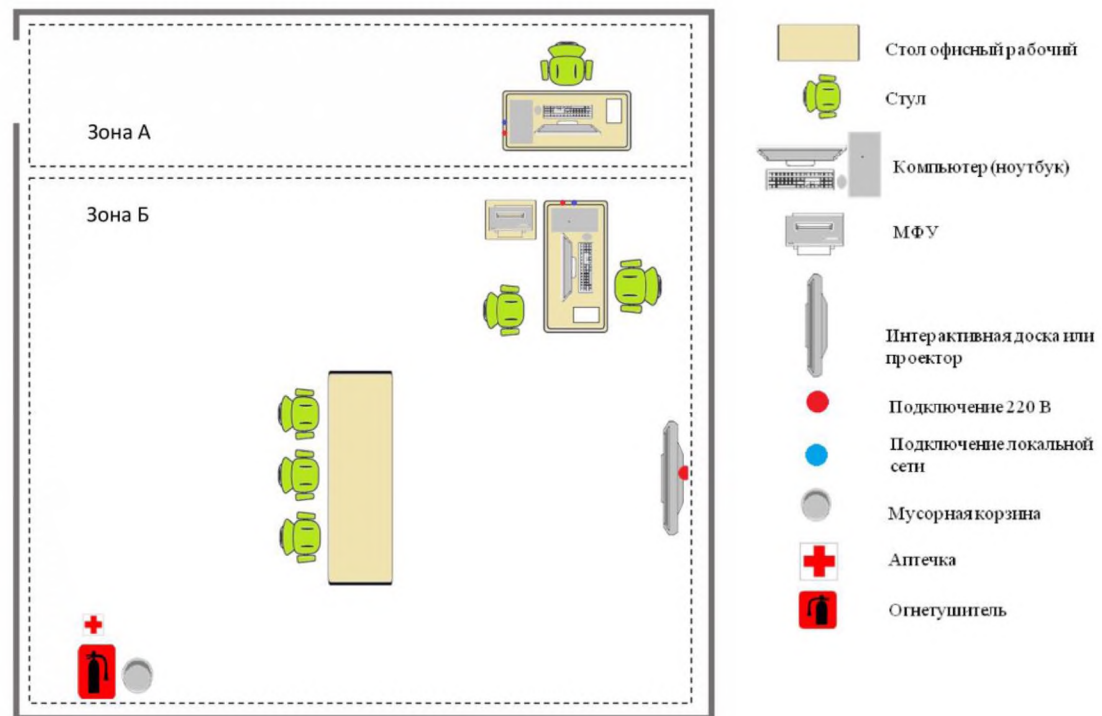 Зона А
Зона Б
Стол офисный рабочий
Стул
Компьютер (ноутбук)
МФУ
Интерактивная доска или
проектор
Подключение 220 В
Подключение локальной
сети
Мусорная корзина
Аптечка
Огнетушитель